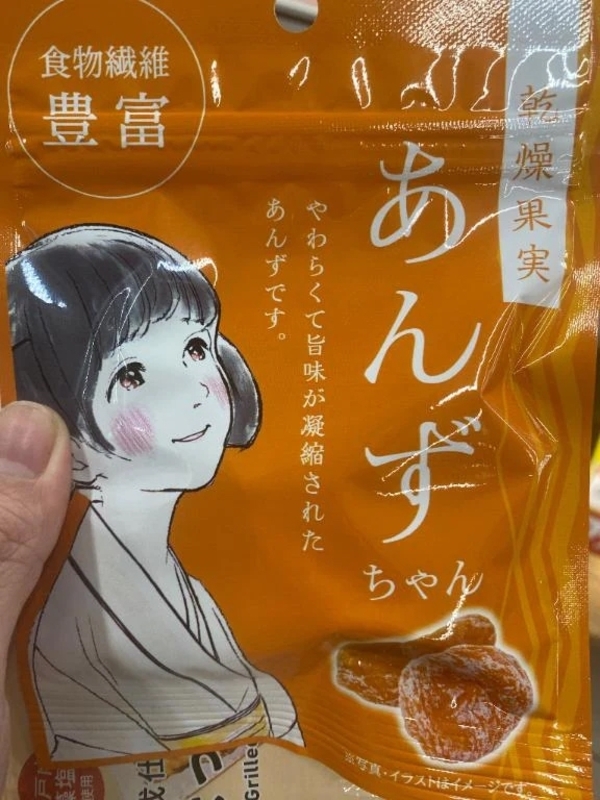 食物繊維
豊富
乾燥果実
あんず
ちゃん
やわらくて旨味が凝縮された
あんずです。
※写真・イラストはイメージです。
Grille